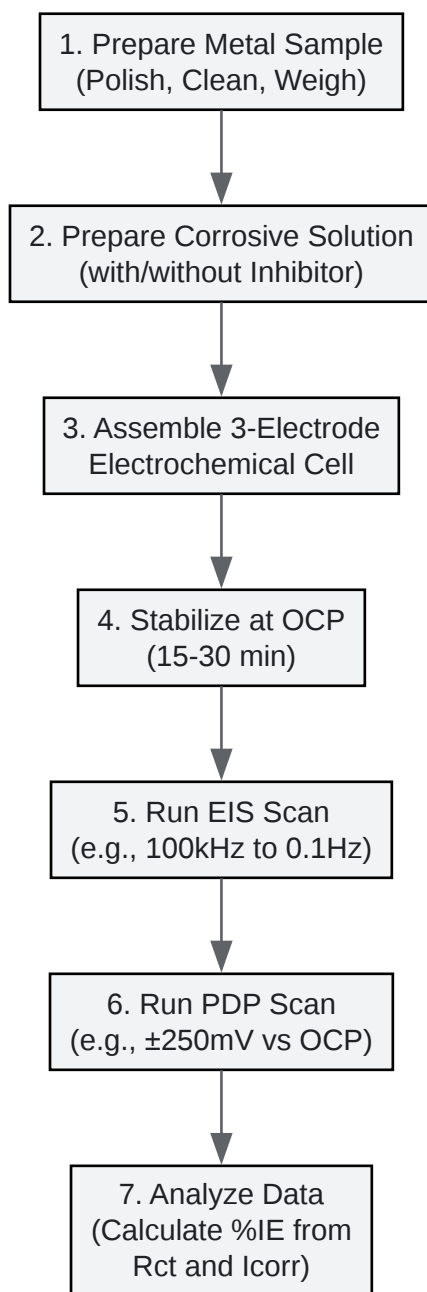 1. Prepare Metal Sample
(Polish, Clean, Weigh)
2. Prepare Corrosive Solution
(with/without Inhibitor)
3. Assemble 3-Electrode
Electrochemical Cell
4. Stabilize at OCP
(15-30 min)
5. Run EIS Scan
(e.g., 100kHz to 0.1Hz)
6. Run PDP Scan
(e.g., ±250mV vs OCP)
7. Analyze Data
(Calculate %IE from
Rct and Icorr)